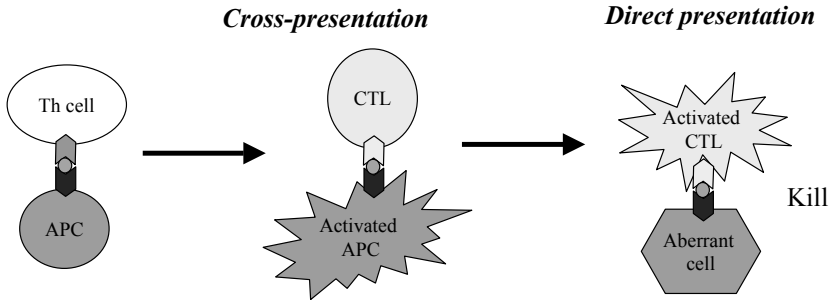 Cross-presentation
Direct presentation
Th cell
APC
CTL
Activated
APC
Activated
CTL
Kill
Aberrant
cell